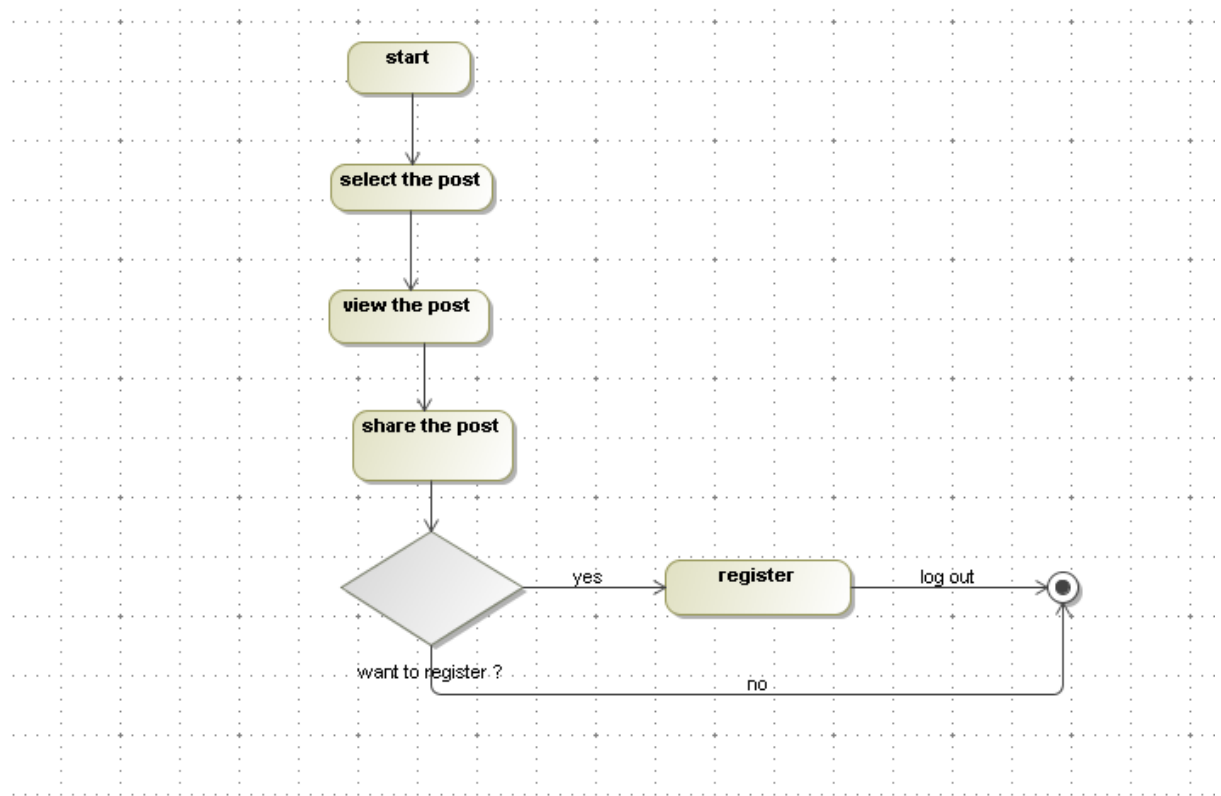 start
select the post
view the post
share the post
yes
register
log out
want to register ?
no